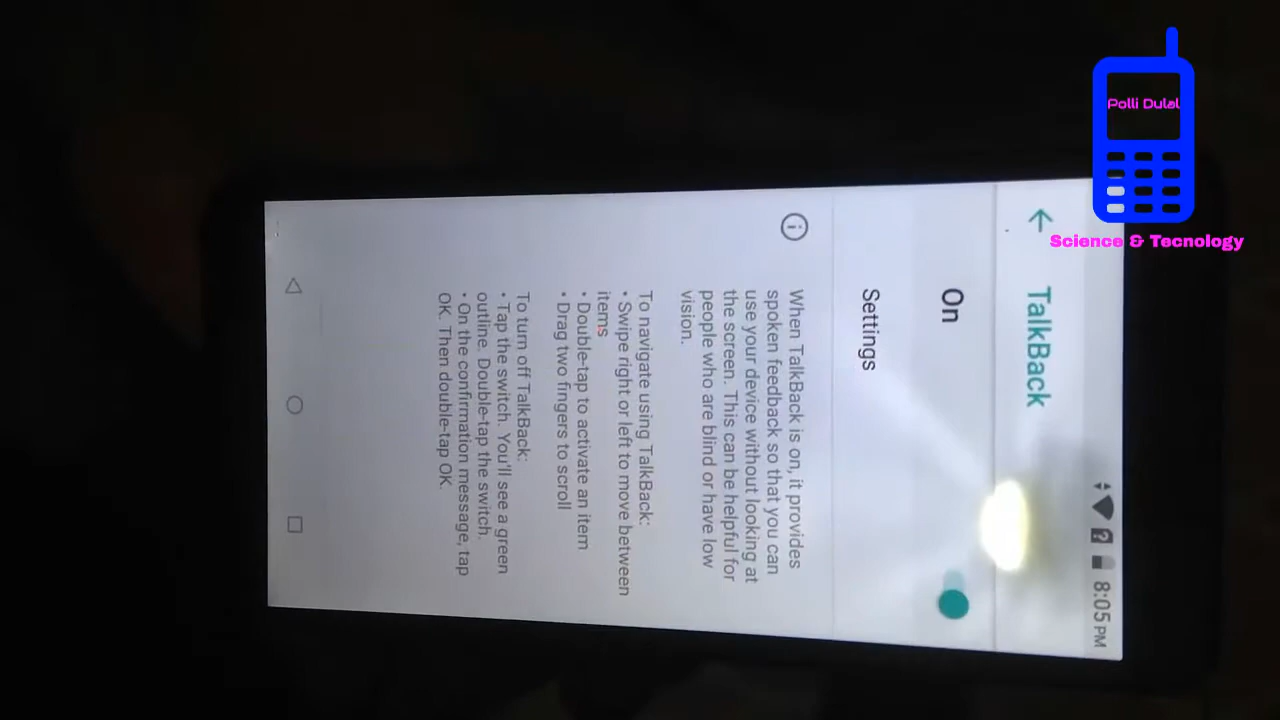 Polli Dulal
Science & Tecnology
8:05 PM
TalkBack
On
Settings
When TalkBack is on, it provides
spoken feedback so that you can
use your device without looking at
the screen. This can be helpful for
people who are blind or have low
vision.
To navigate using TalkBack:
• Swipe right or left to move between
items
• Double-tap to activate an item
• Drag two fingers to scroll
To turn off TalkBack:
• Tap the switch. You'll see a green
outline. Double-tap the switch.
• On the confirmation message, tap
OK. Then double-tap OK.